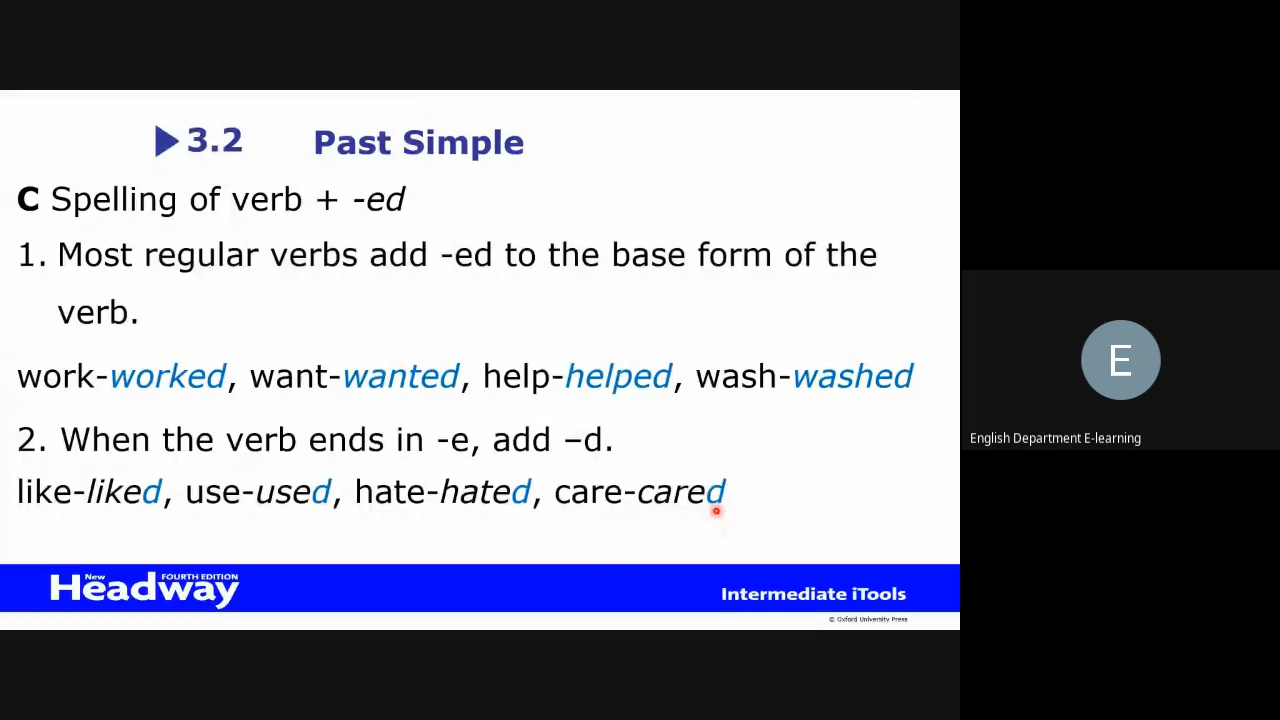 3.2 Past Simple
C Spelling of verb + -ed
1. Most regular verbs add -ed to the base form of the
verb.
work-worked, want-wanted, help-helped, wash-washed
2. When the verb ends in -e, add –d.
like-liked, use-used, hate-hated, care-cared
New Headway FOURTH EDITION
Intermediate iTools
© Oxford University Press
E
English Department E-learning